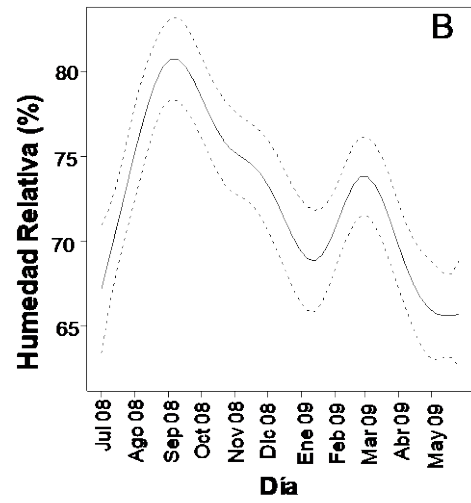 B
Humedad Relativa (%)
80
75
70
65
Jul 08
Ago 08
Sep 08
Oct 08
Nov 08
Dic 08
Ene 09
Feb 09
Mar 09
Abr 09
May 09
Día